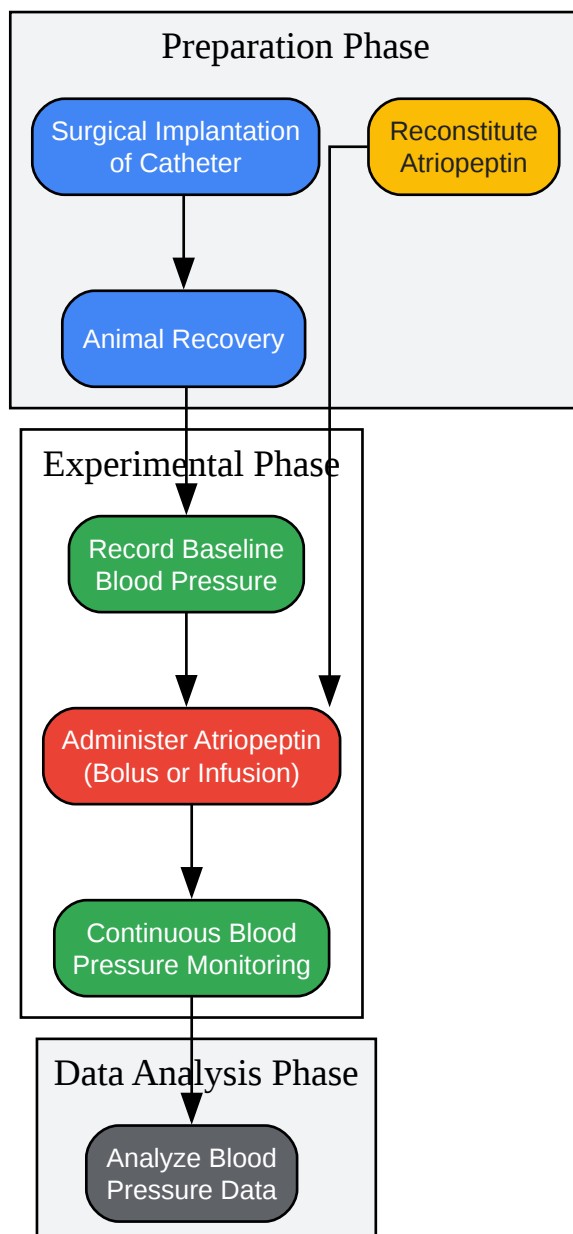 Preparation Phase
Surgical Implantation
of Catheter
Reconstitute
Atriopeptin
Animal Recovery
Experimental Phase
Record Baseline
Blood Pressure
Administer Atriopeptin
(Bolus or Infusion)
Continuous Blood
Pressure Monitoring
Data Analysis Phase
Analyze Blood
Pressure Data